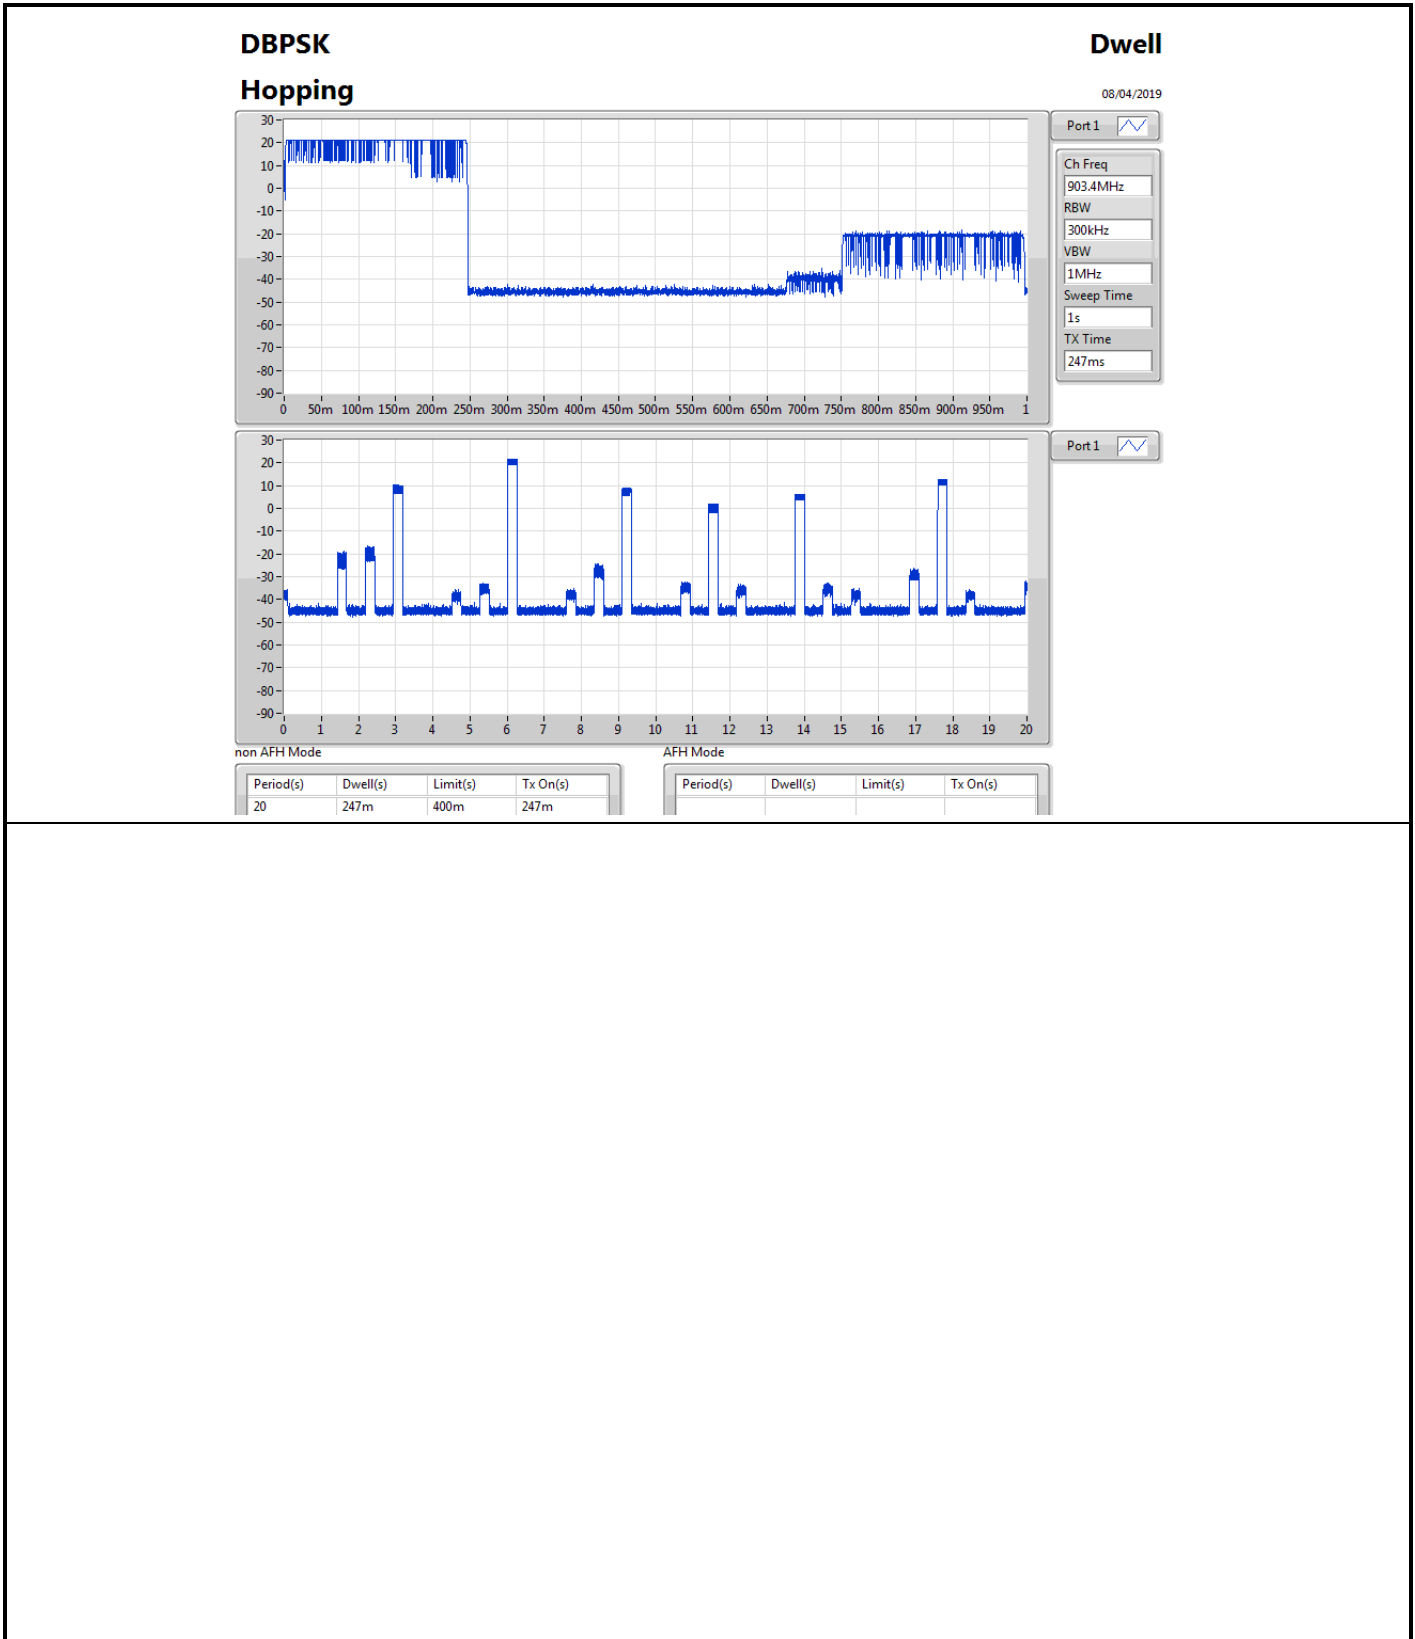 DBPSK Dwell
Hopping 08/04/2019
30
20
10
0
-10
-20
-30
-40
-50
-60
-70
-80
-90
0 50m 100m 150m 200m 250m 300m 350m 400m 450m 500m 550m 600m 650m 700m 750m 800m 850m 900m 950m 1
Port 1
Ch Freq
903.4MHz
RBW
300kHz
VBW
1MHz
Sweep Time
1s
TX Time
247ms
30
20
10
0
-10
-20
-30
-40
-50
-60
-70
-80
-90
0 1 2 3 4 5 6 7 8 9 10 11 12 13 14 15 16 17 18 19 20
Port 1
non AFH Mode
Period(s) Dwell(s) Limit(s) Tx On(s)
20 247m 400m 247m
AFH Mode
Period(s) Dwell(s) Limit(s) Tx On(s)